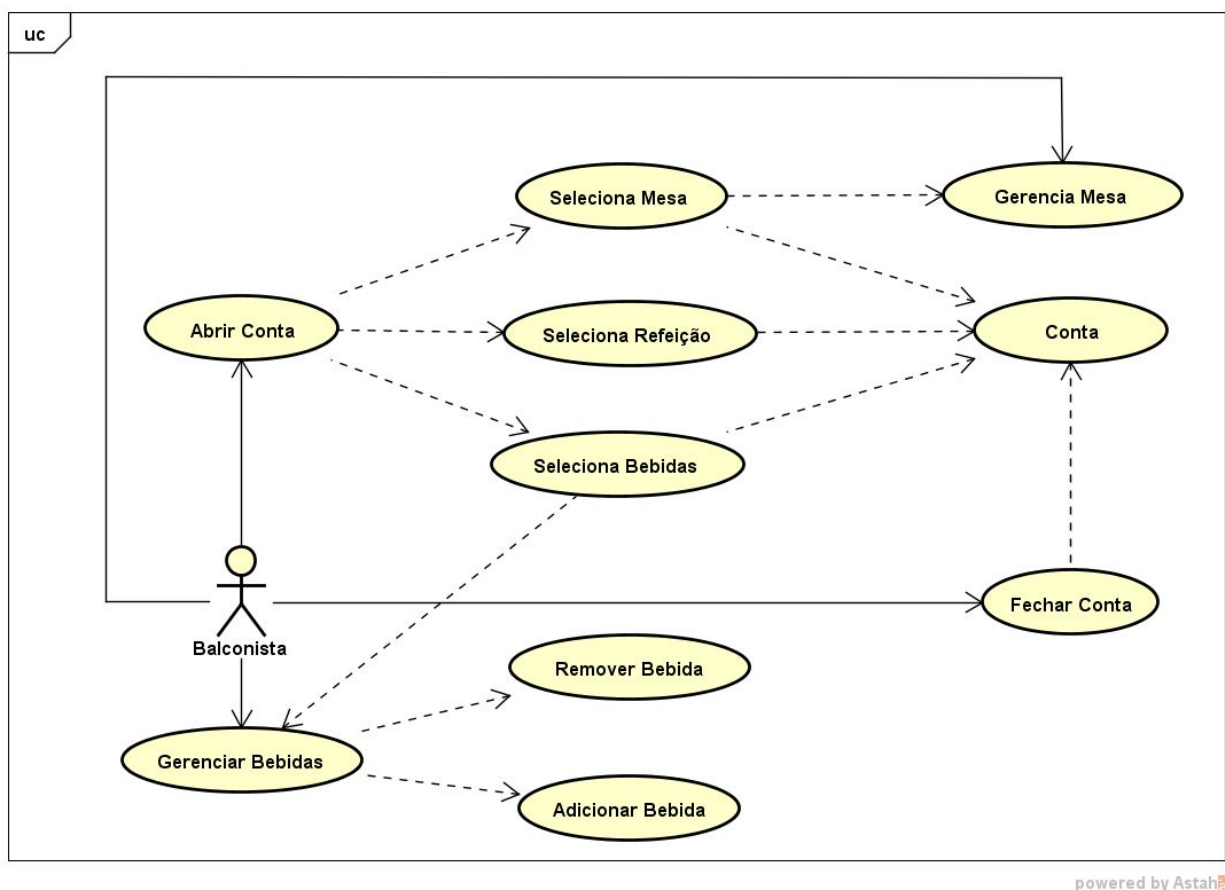 uc
Seleciona Mesa
Gerencia Mesa
Abrir Conta
Seleciona Refeição
Conta
Seleciona Bebidas
Fechar Conta
Balconista
Remover Bebida
Gerenciar Bebidas
Adicionar Bebida
powered by Astah